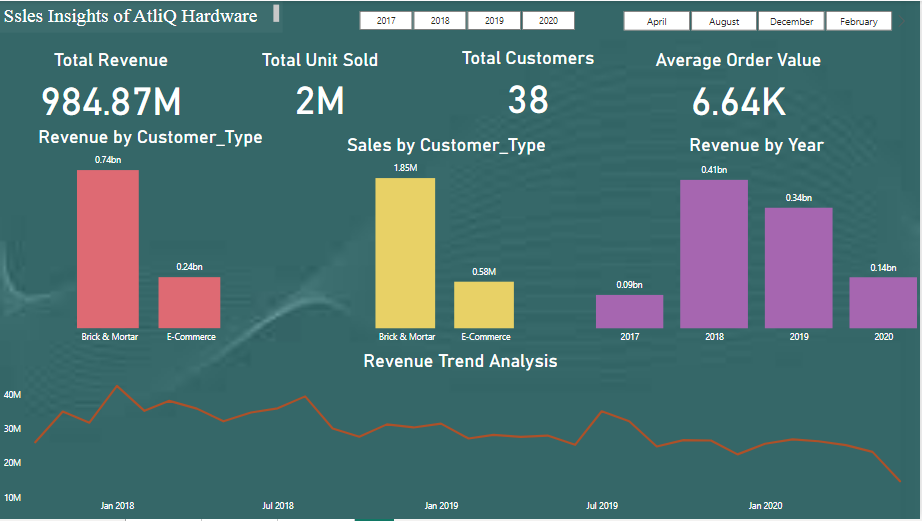 Ssles Insights of AtliQ Hardware
2017 2018 2019 2020
April August December February
Total Revenue
984.87M
Total Unit Sold
2M
Total Customers
38
Average Order Value
6.64K
Revenue by Customer_Type
0.74bn
0.24bn
Brick & Mortar E-Commerce
Sales by Customer_Type
1.85M
0.58M
Brick & Mortar E-Commerce
Revenue by Year
0.09bn
0.41bn
0.34bn
0.14bn
2017 2018 2019 2020
Revenue Trend Analysis
40M
30M
20M
10M
Jan 2018 Jul 2018 Jan 2019 Jul 2019 Jan 2020